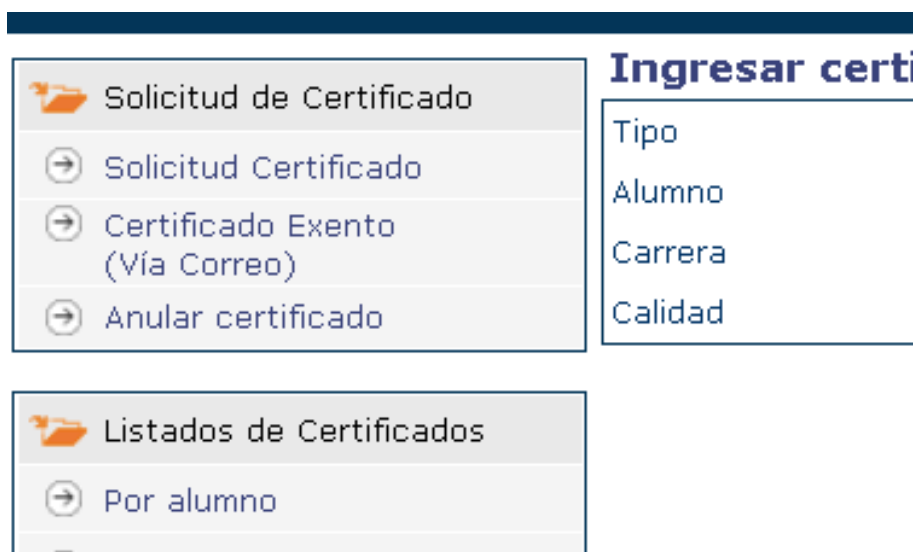 Solicitud de Certificado
Solicitud Certificado
Certificado Exento
(Vía Correo)
Anular certificado
Listados de Certificados
Por alumno
Ingresar
Tipo
Alumno
Carrera
Calidad